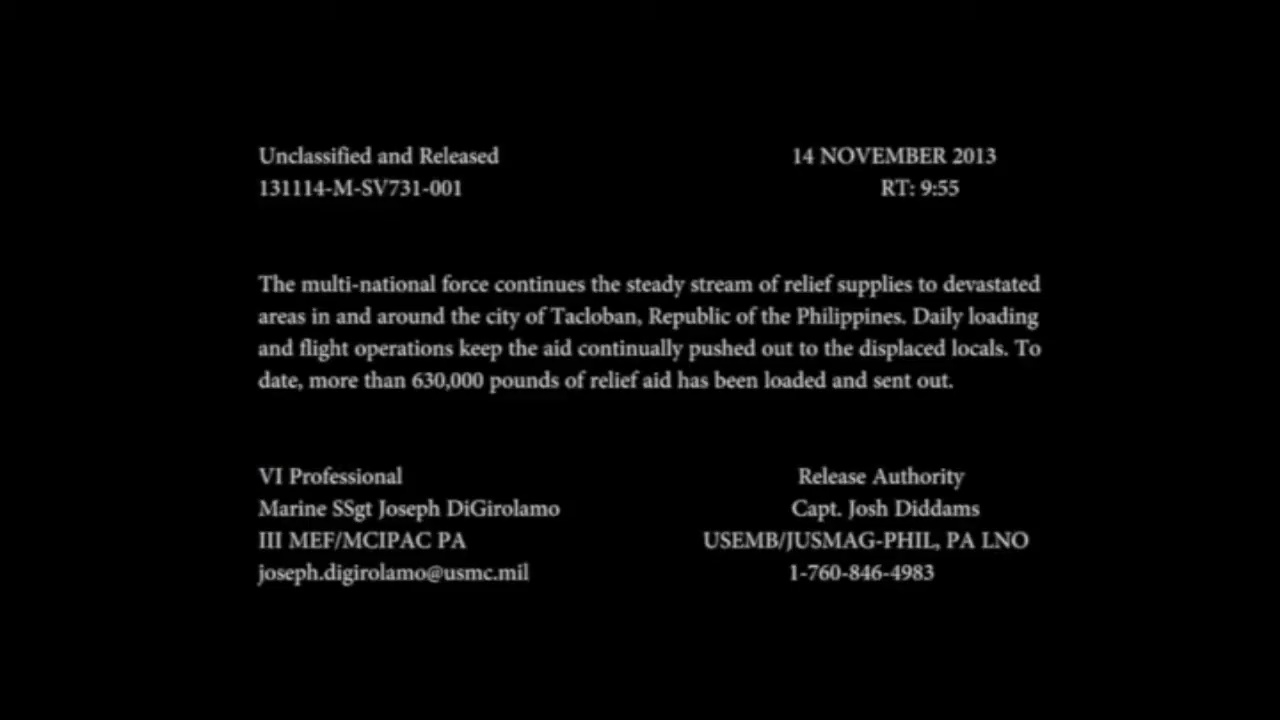 Unclassified and Released 14 NOVEMBER 2013
131114-M-SV731-001 RT: 9:55
The multi-national force continues the steady stream of relief supplies to devastated
areas in and around the city of Tacloban, Republic of the Philippines. Daily loading
and flight operations keep the aid continually pushed out to the displaced locals. To
date, more than 630,000 pounds of relief aid has been loaded and sent out.
VI Professional Release Authority
Marine SSgt Joseph DiGirolamo Capt. Josh Diddams
III MEF/MCIPAC PA USEMB/JUSMAG-PHIL, PA LNO
joseph.digirolamo@usmc.mil 1-760-846-4983